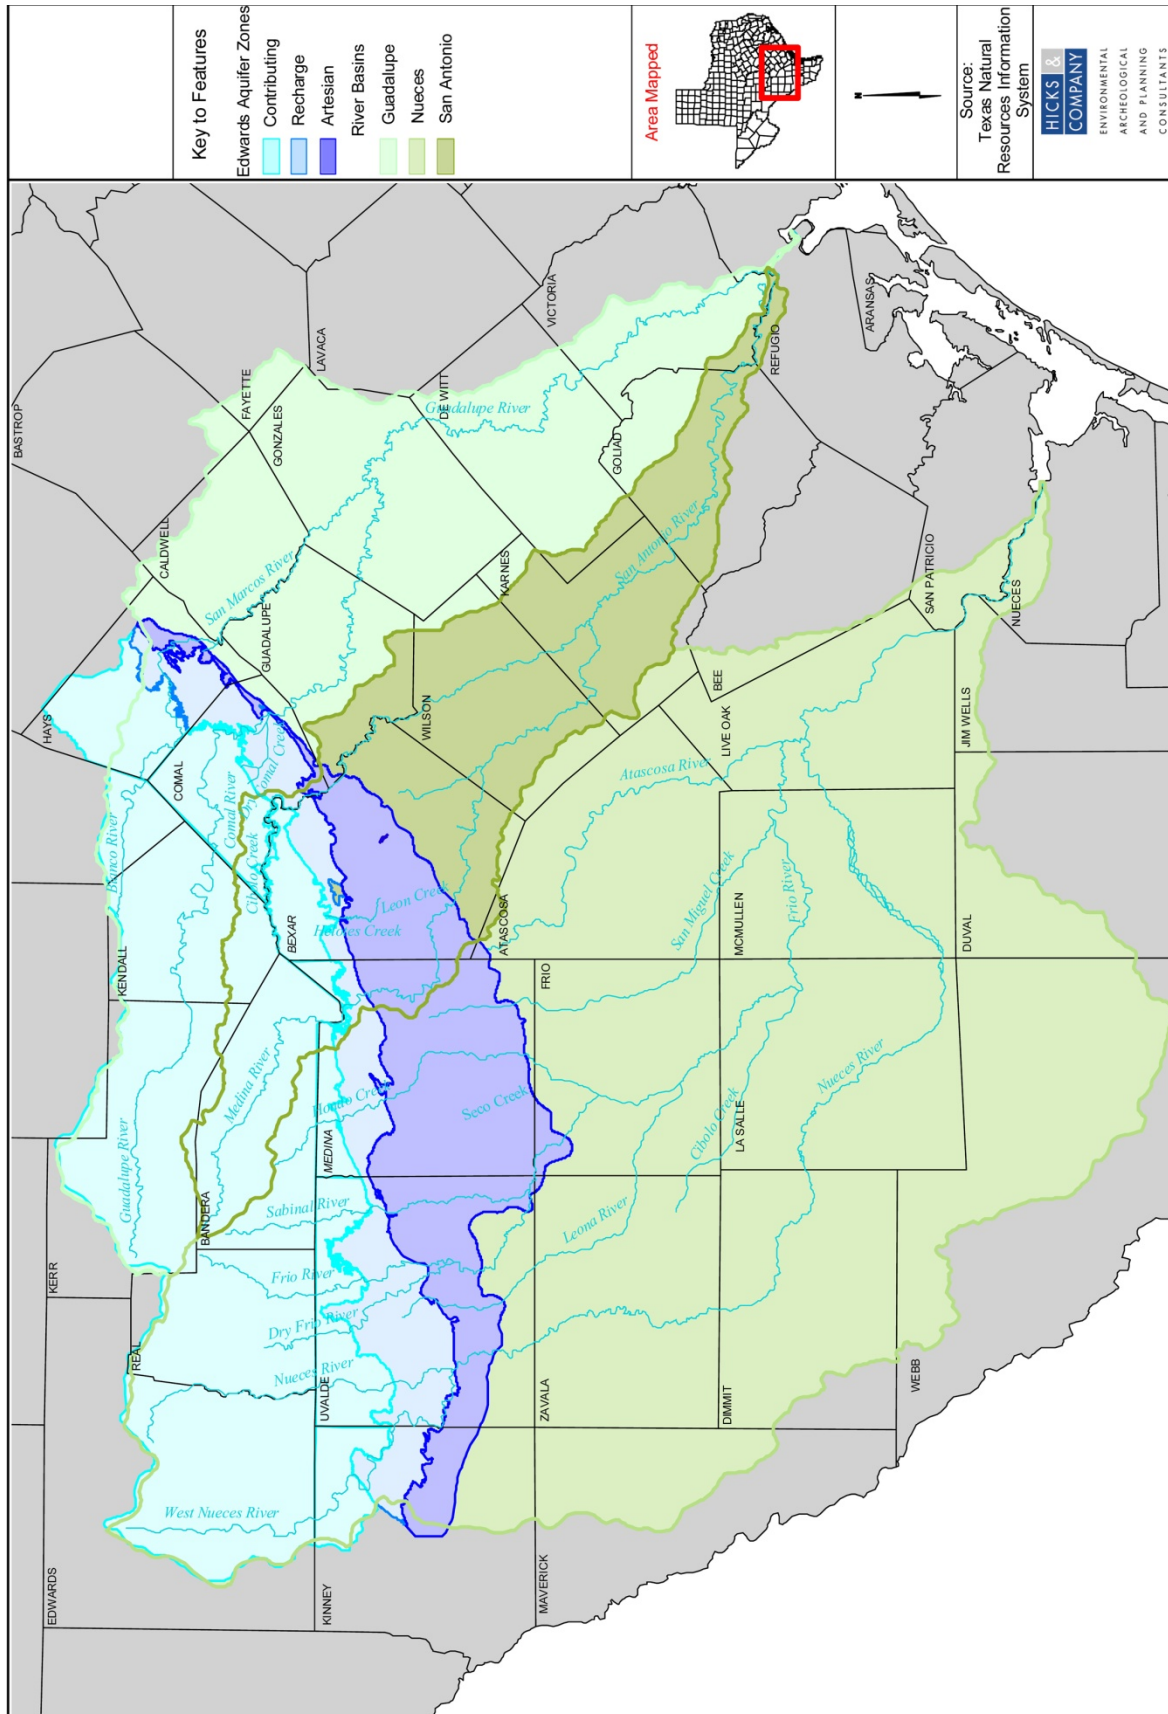 Key to Features
Edwards Aquifer Zones
Contributing
Recharge
Artesian
River Basins
Guadalupe
Nueces
San Antonio
Area Mapped
N
Source:
Texas Natural
Resources Information
System
HICKS &
COMPANY
ENVIRONMENTAL
ARCHEOLOGICAL
AND PLANNING
CONSULTANTS
EDWARDS
KERR
REAL
KENDALL
HAYS
BASTROP
BANDERA
COMAL
CALDWELL
FAYETTE
KINNEY
UVALDE
MEDINA
BEXAR
GUADALUPE
GONZALES
LAVACA
MAVERICK
ZAVALA
FRIO
ATASCOSA
WILSON
KARNES
DE WITT
VICTORIA
GOLIAD
DIMMIT
LA SALLE
MCMULLEN
LIVE OAK
BEE
REFUGIO
ARANSAS
WEBB
DUVAL
JIM WELLS
SAN PATRICIO
NUECES
West Nueces River
Nueces River
Dry Frio River
Frio River
Sabinal River
Guadalupe River
Medina River
Hondo Creek
Seco Creek
Blanco River
Comal River
Dry Comal Creek
Cibolo Creek
Helotes Creek
Leon Creek
San Marcos River
Guadalupe River
San Antonio River
Leona River
Cibolo Creek
Nueces River
Frio River
San Miguel Creek
Atascosa River